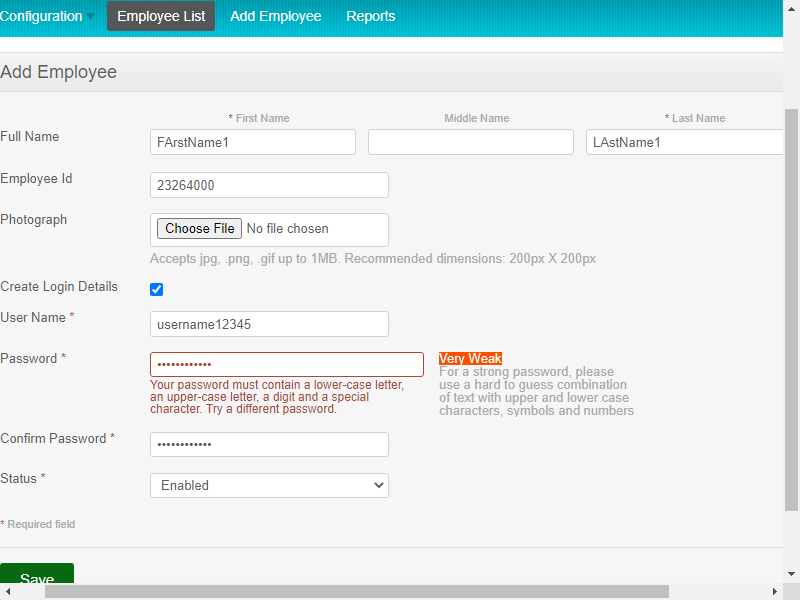 Configuration Employee List Add Employee Reports
Add Employee
* First Name Middle Name * Last Name
Full Name FArstName1 LAstName1
Employee Id 23264000
Photograph Choose File No file chosen
Accepts jpg, .png, .gif up to 1MB. Recommended dimensions: 200px X 200px
Create Login Details
User Name * username12345
Password * •••••••••••• Very Weak
Your password must contain a lower-case letter,
an upper-case letter, a digit and a special
character. Try a different password.
For a strong password, please
use a hard to guess combination
of text with upper and lower case
characters, symbols and numbers
Confirm Password * ••••••••••••
Status * Enabled
* Required field
Save